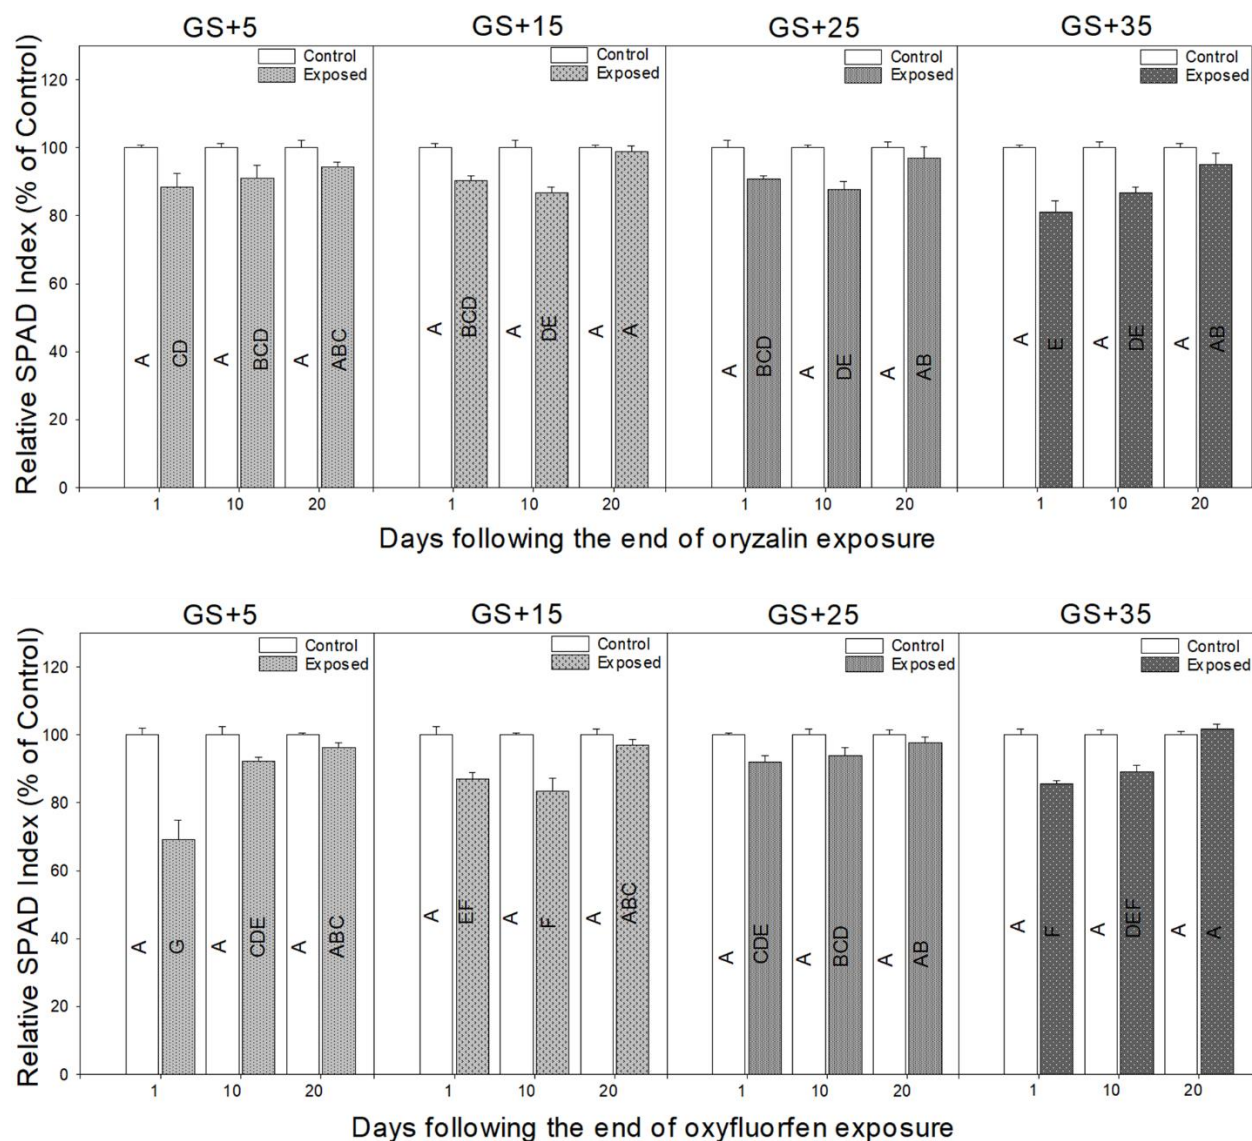 GS+5 GS+15 GS+25 GS+35
Relative SPAD Index (% of Control)
Control Control Control Control
Exposed Exposed Exposed Exposed
120
100
80
60
40
20
0
A CD A BCD A ABC A BCD A DE A A A BCD A DE A AB A E A DE A AB
1 10 20 1 10 20 1 10 20 1 10 20
Days following the end of oryzalin exposure
GS+5 GS+15 GS+25 GS+35
Relative SPAD Index (% of Control)
Control Control Control Control
Exposed Exposed Exposed Exposed
120
100
80
60
40
20
0
A G A CDE A ABC A EF A F A ABC A CDE A BCD A AB A F A DEF A A
1 10 20 1 10 20 1 10 20 1 10 20
Days following the end of oxyfluorfen exposure